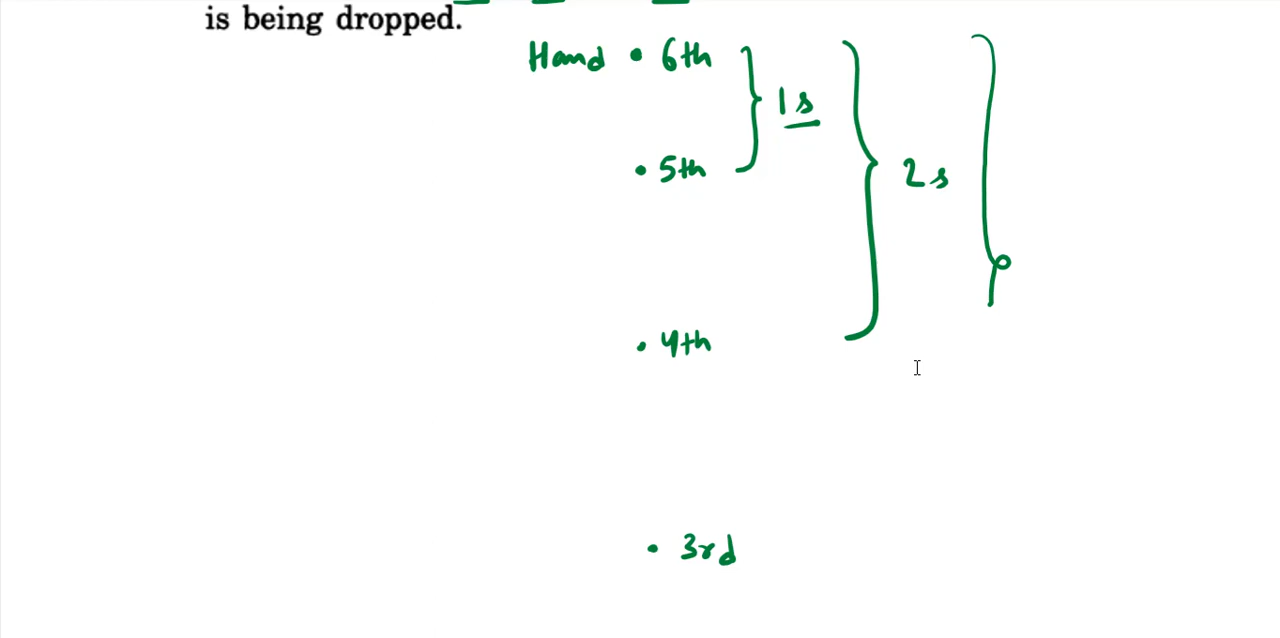 is being dropped.
Hand • 6th
1s
• 5th
2s
• 4th
• 3rd